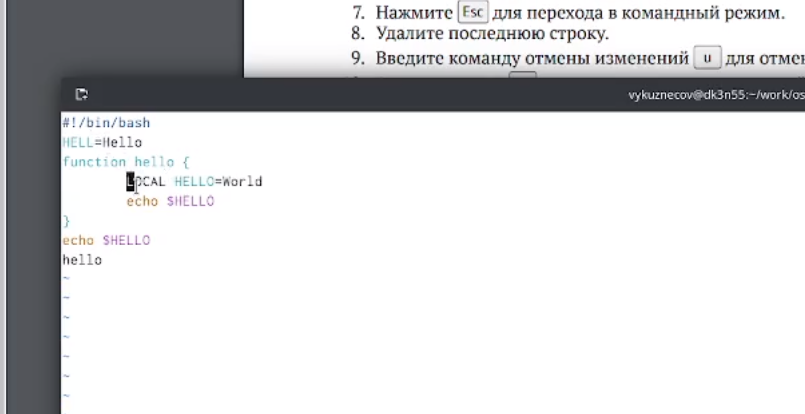 7. Нажмите Esc для перехода в командный режим.
8. Удалите последнюю строку.
9. Введите команду отмены изменений u для
vykuznecov@dk3n55:~/work/os
#!/bin/bash
HELL=Hello
function hello {
LOCAL HELLO=World
echo $HELLO
}
echo $HELLO
hello
~
~
~
~
~
~
~